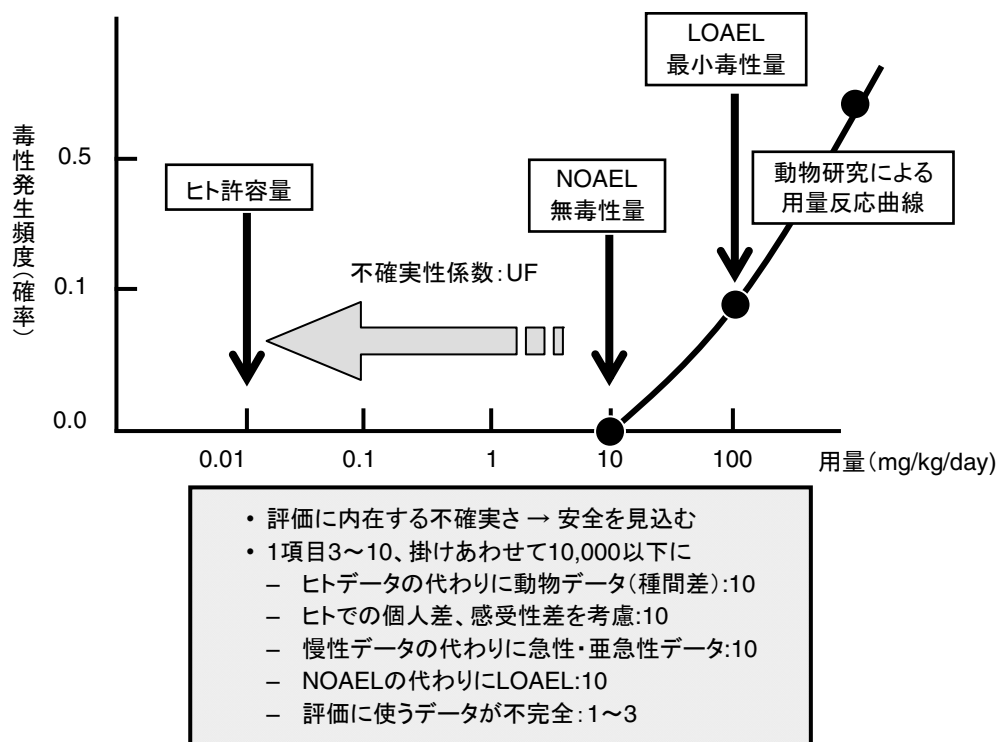 LOAEL
最小毒性量
毒性発生頻度(確率)
0.5
ヒト許容量
NOAEL
無毒性量
動物研究による
用量反応曲線
不確実性係数:UF
0.1
0.0
0.01
0.1
1
10
100
用量(mg/kg/day)
• 評価に内在する不確実さ → 安全を見込む
• 1項目3〜10、掛けあわせて10,000以下に
– ヒトデータの代わりに動物データ(種間差):10
– ヒトでの個人差、感受性差を考慮:10
– 慢性データの代わりに急性・亜急性データ:10
– NOAELの代わりにLOAEL:10
– 評価に使うデータが不完全:1〜3